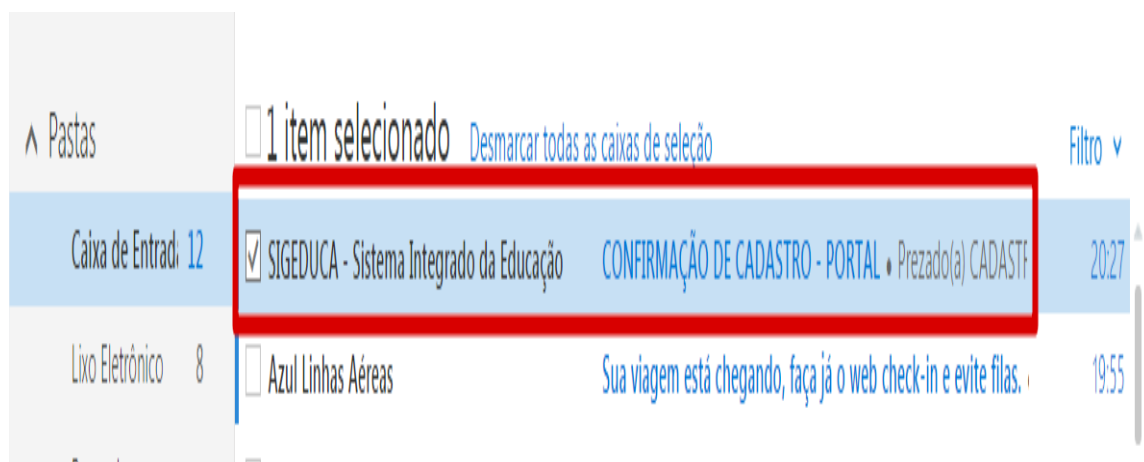 Pastas
1 item selecionado Desmarcar todas as caixas de seleção Filtro
Caixa de Entrad 12
SIGEDUCA - Sistema Integrado da Educação CONFIRMAÇÃO DE CADASTRO - PORTAL • Prezado(a) CADAST 20:27
Lixo Eletrônico 8
Azul Linhas Aéreas Sua viagem está chegando, faça já o web check-in e evite filas. 19:55